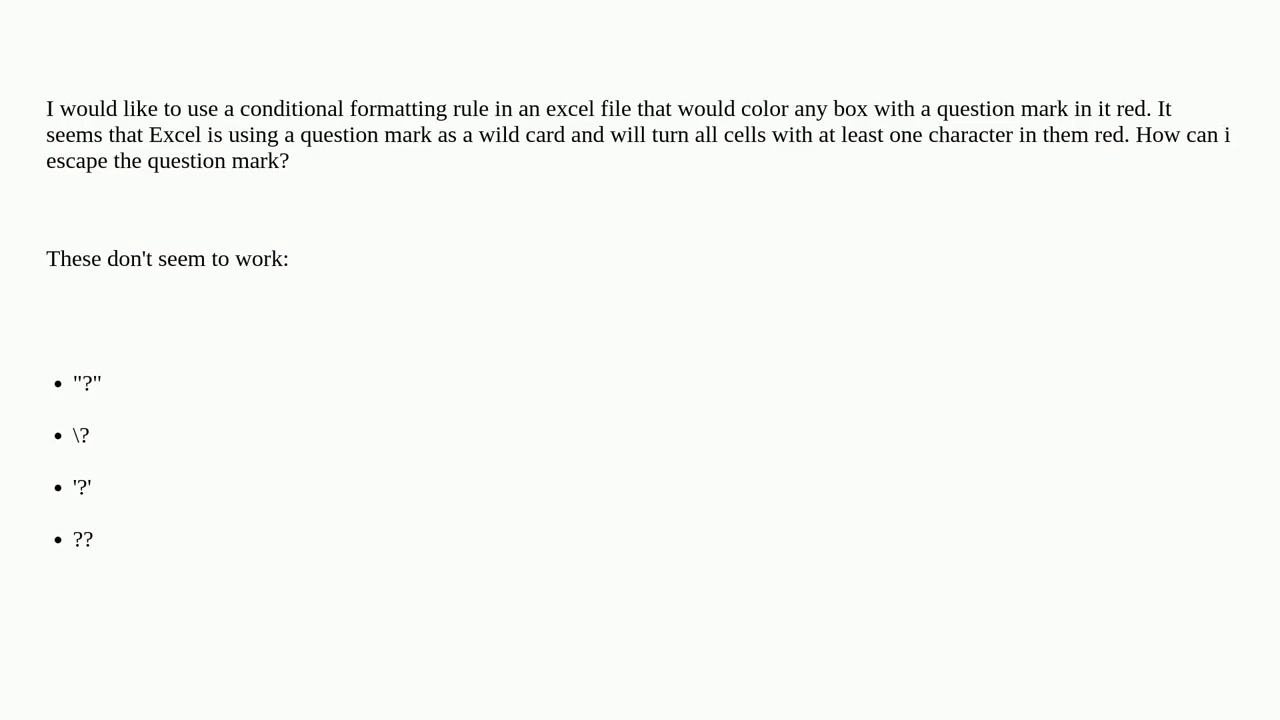 I would like to use a conditional formatting rule in an excel file that would color any box with a question mark in it red. It
seems that Excel is using a question mark as a wild card and will turn all cells with at least one character in them red. How can i
escape the question mark?
These don't seem to work:
• "?"
• \?
• '?'
• ??